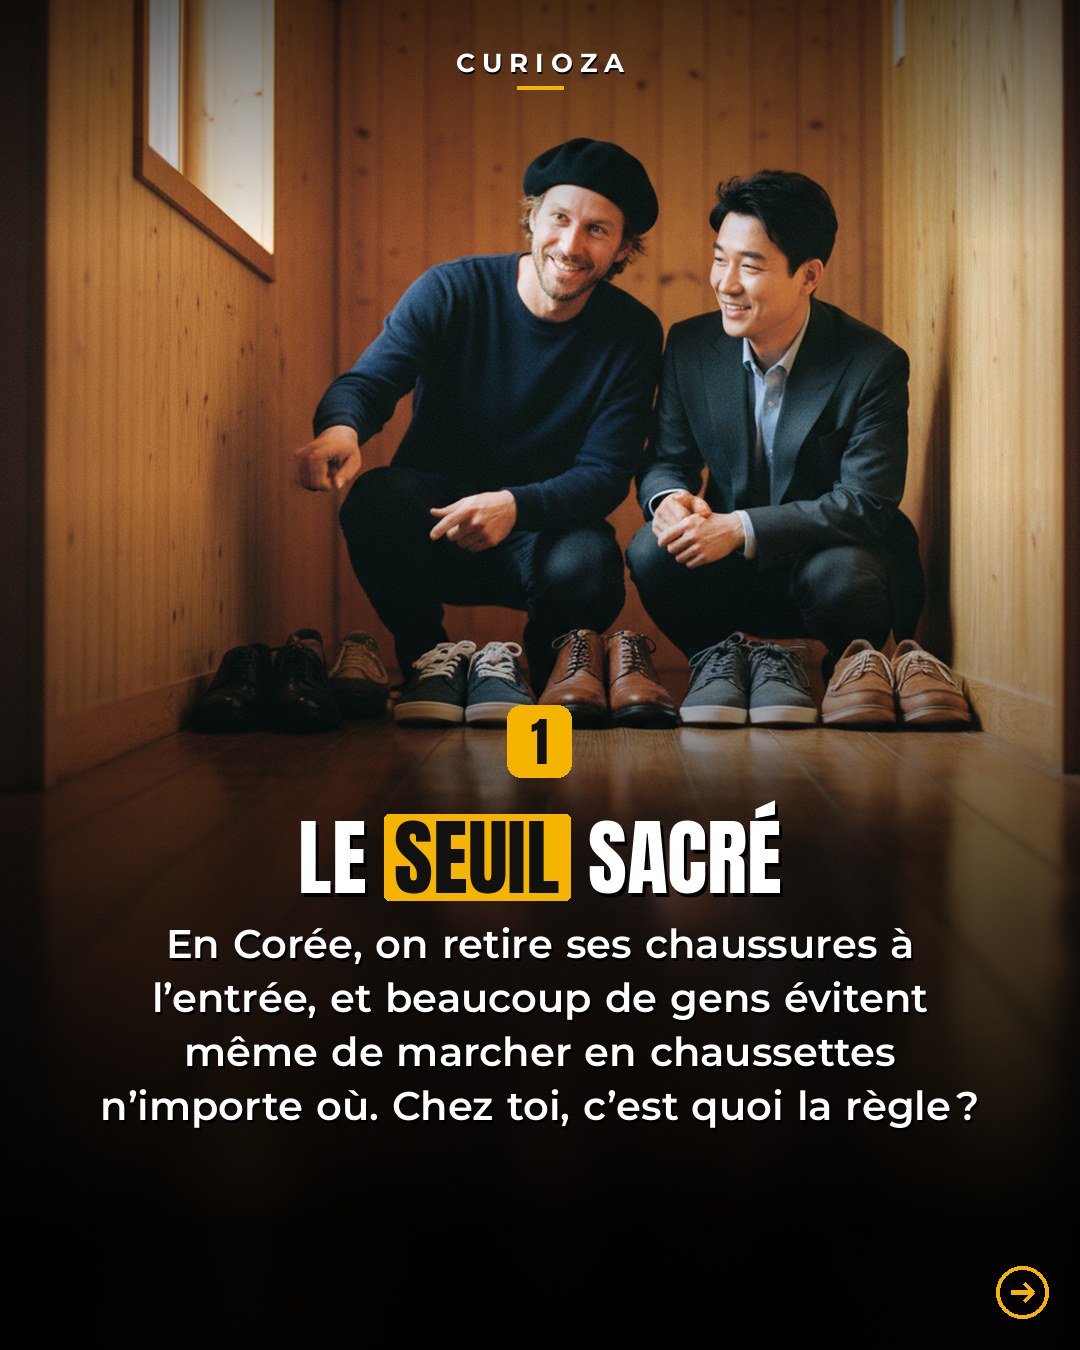 CURIOZA
1
LE SEUIL SACRÉ
En Corée, on retire ses chaussures à
l’entrée, et beaucoup de gens évitent
même de marcher en chaussettes
n’importe où. Chez toi, c’est quoi la règle ?